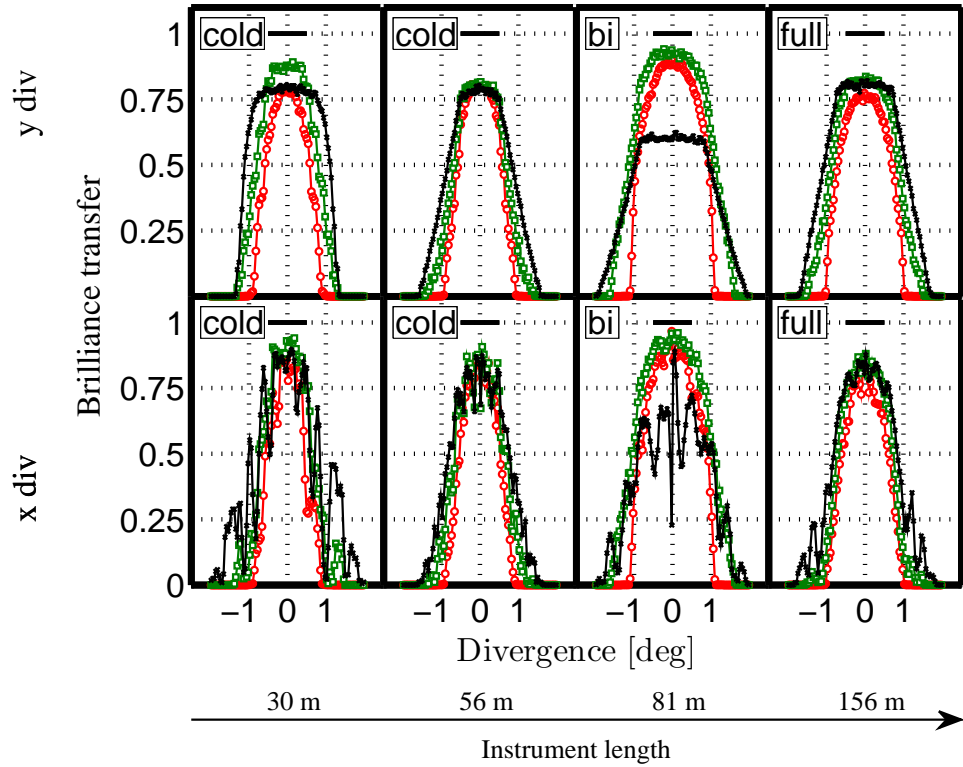 y div
x div
Brilliance transfer
1
0.75
0.5
0.25
cold
cold
bi
full
1
0.75
0.5
0.25
0
cold
cold
bi
full
−1 0 1
−1 0 1
−1 0 1
−1 0 1
Divergence [deg]
30 m
56 m
81 m
156 m
Instrument length